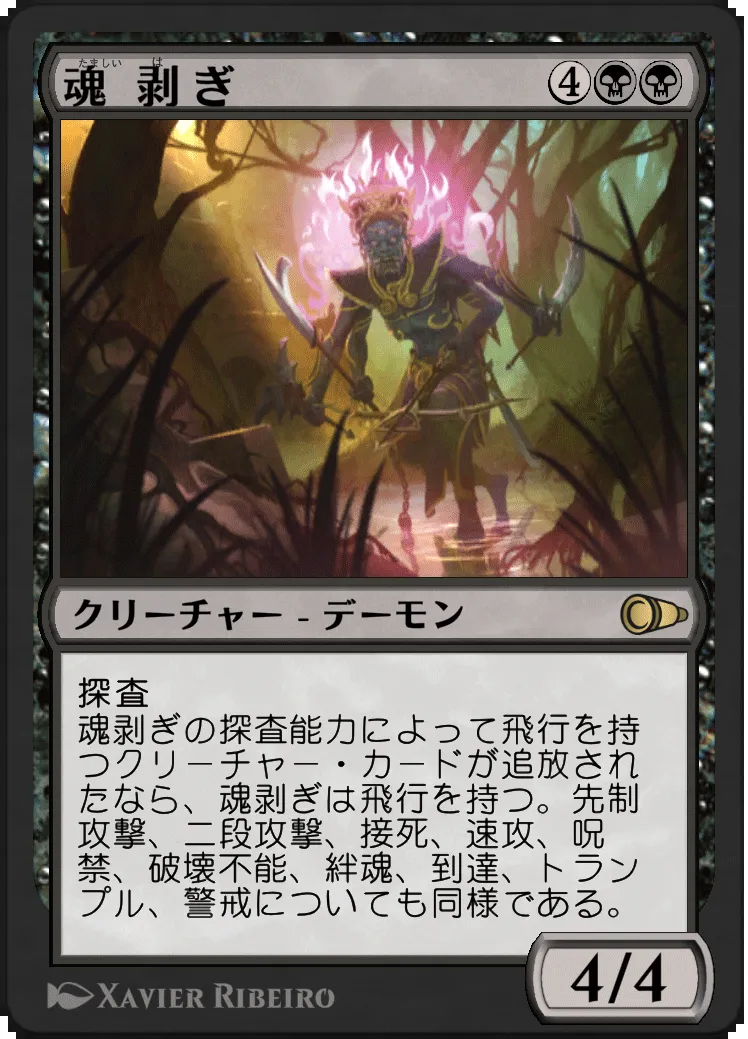 たましい は
魂剥ぎ
4
クリーチャー - デーモン
探査
魂剥ぎの探査能力によって飛行を持
つクリーチャー・カードが追放され
たなら、魂剥ぎは飛行を持つ。先制
攻撃、二段攻撃、接死、速攻、呪
禁、破壊不能、絆魂、到達、トラン
プル、警戒についても同様である。
4/4
XAVIER RIBEIRO